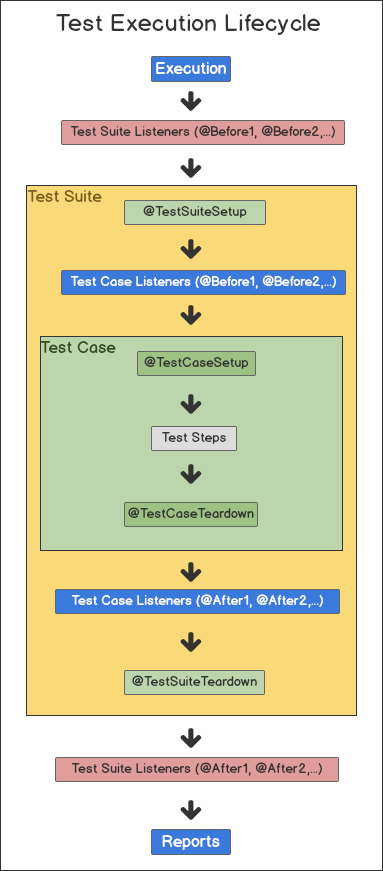 Test Execution Lifecycle
Execution
Test Suite Listeners (@Before1, @Before2,...)
Test Suite
@TestSuiteSetup
Test Case Listeners (@Before1, @Before2,...)
Test Case
@TestCaseSetup
Test Steps
@TestCaseTeardown
Test Case Listeners (@After1, @After2,...)
@TestSuiteTeardown
Test Suite Listeners (@After1, @After2,...)
Reports